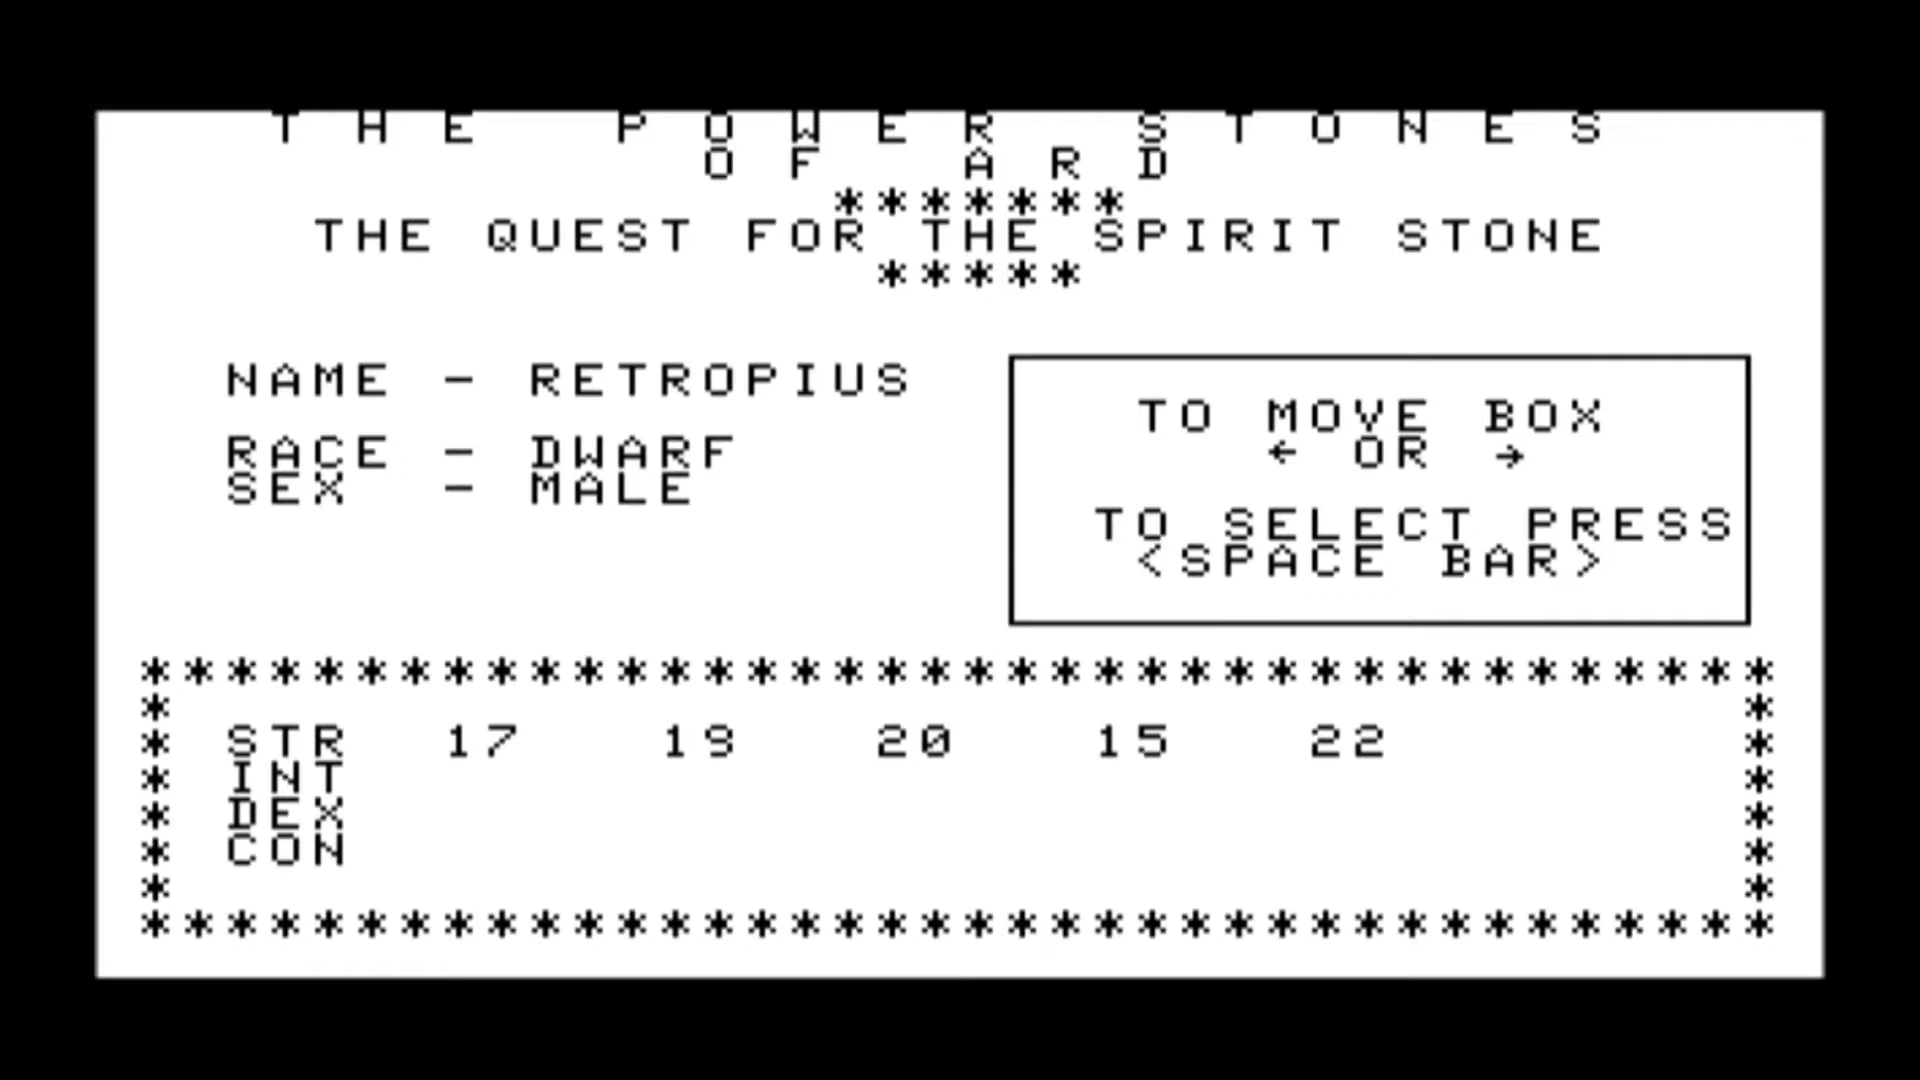 THE POWER STONES
OF ARD
*******
THE QUEST FOR THE SPIRIT STONE
*****
NAME - RETROPIUS
RACE - DWARF
SEX - MALE
TO MOVE BOX
← OR →
TO SELECT PRESS
<SPACE BAR>
STR 17 19 20 15 22
INT
DEX
CON